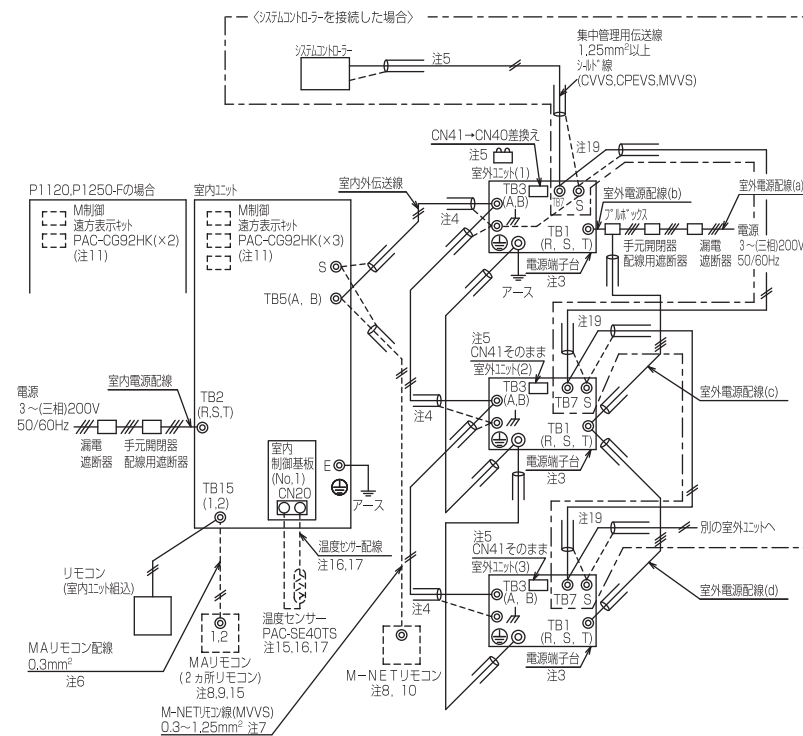 〈システムコントローラーを接続した場合〉
システムコントローラー
注5
集中管理用伝送線
1.25mm²以上
シールド線
(CVVS,CPEVS,MVVS)
CN41→CN40差換え
注5
室外ユニット(1)
注19
TB3
(A,B)
TB7
S
TB1
(R, S, T)
電源端子台
注3
アース
室外電源配線(b)
プルボックス
室外電源配線(a)
電源
3～(三相)200V
50/60Hz
手元開閉器
配線用遮断器
漏電
遮断器
P1120,P1250-Fの場合
M制御
遠方表示キット
PAC-CG92HK(×2)
(注11)
室内ユニット
M制御
遠方表示キット
PAC-CG92HK(×3)
(注11)
室内外伝送線
注4
S
TB5(A, B)
注5
CN41そのまま
室外ユニット(2)
注19
TB3
(A,B)
TB7 S
TB1
(R, S, T)
電源端子台
注3
注4
室外電源配線(c)
電源
3～(三相)200V
50/60Hz
室内電源配線
TB2
(R.S.T)
漏電
遮断器
手元開閉器
配線用遮断器
室内
制御基板
(No,1)
CN20
E
アース
TB15
(1,2)
温度センサー配線
注16,17
注5
CN41そのまま
室外ユニット(3)
注19
別の室外ユニットへ
TB3
(A, B)
TB7 S
TB1
(R, S, T)
電源端子台
注3
注4
室外電源配線(d)
リモコン
(室内ユニット組込)
MAリモコン配線
0.3mm²
注6
1,2
MAリモコン
(2ヵ所リモコン)
注8,9,15
温度センサー
PAC-SE40TS
注15,16,17
M-NETリモコン
注8, 10
M-NETリモコン線(MVVS)
0.3～1.25mm² 注7